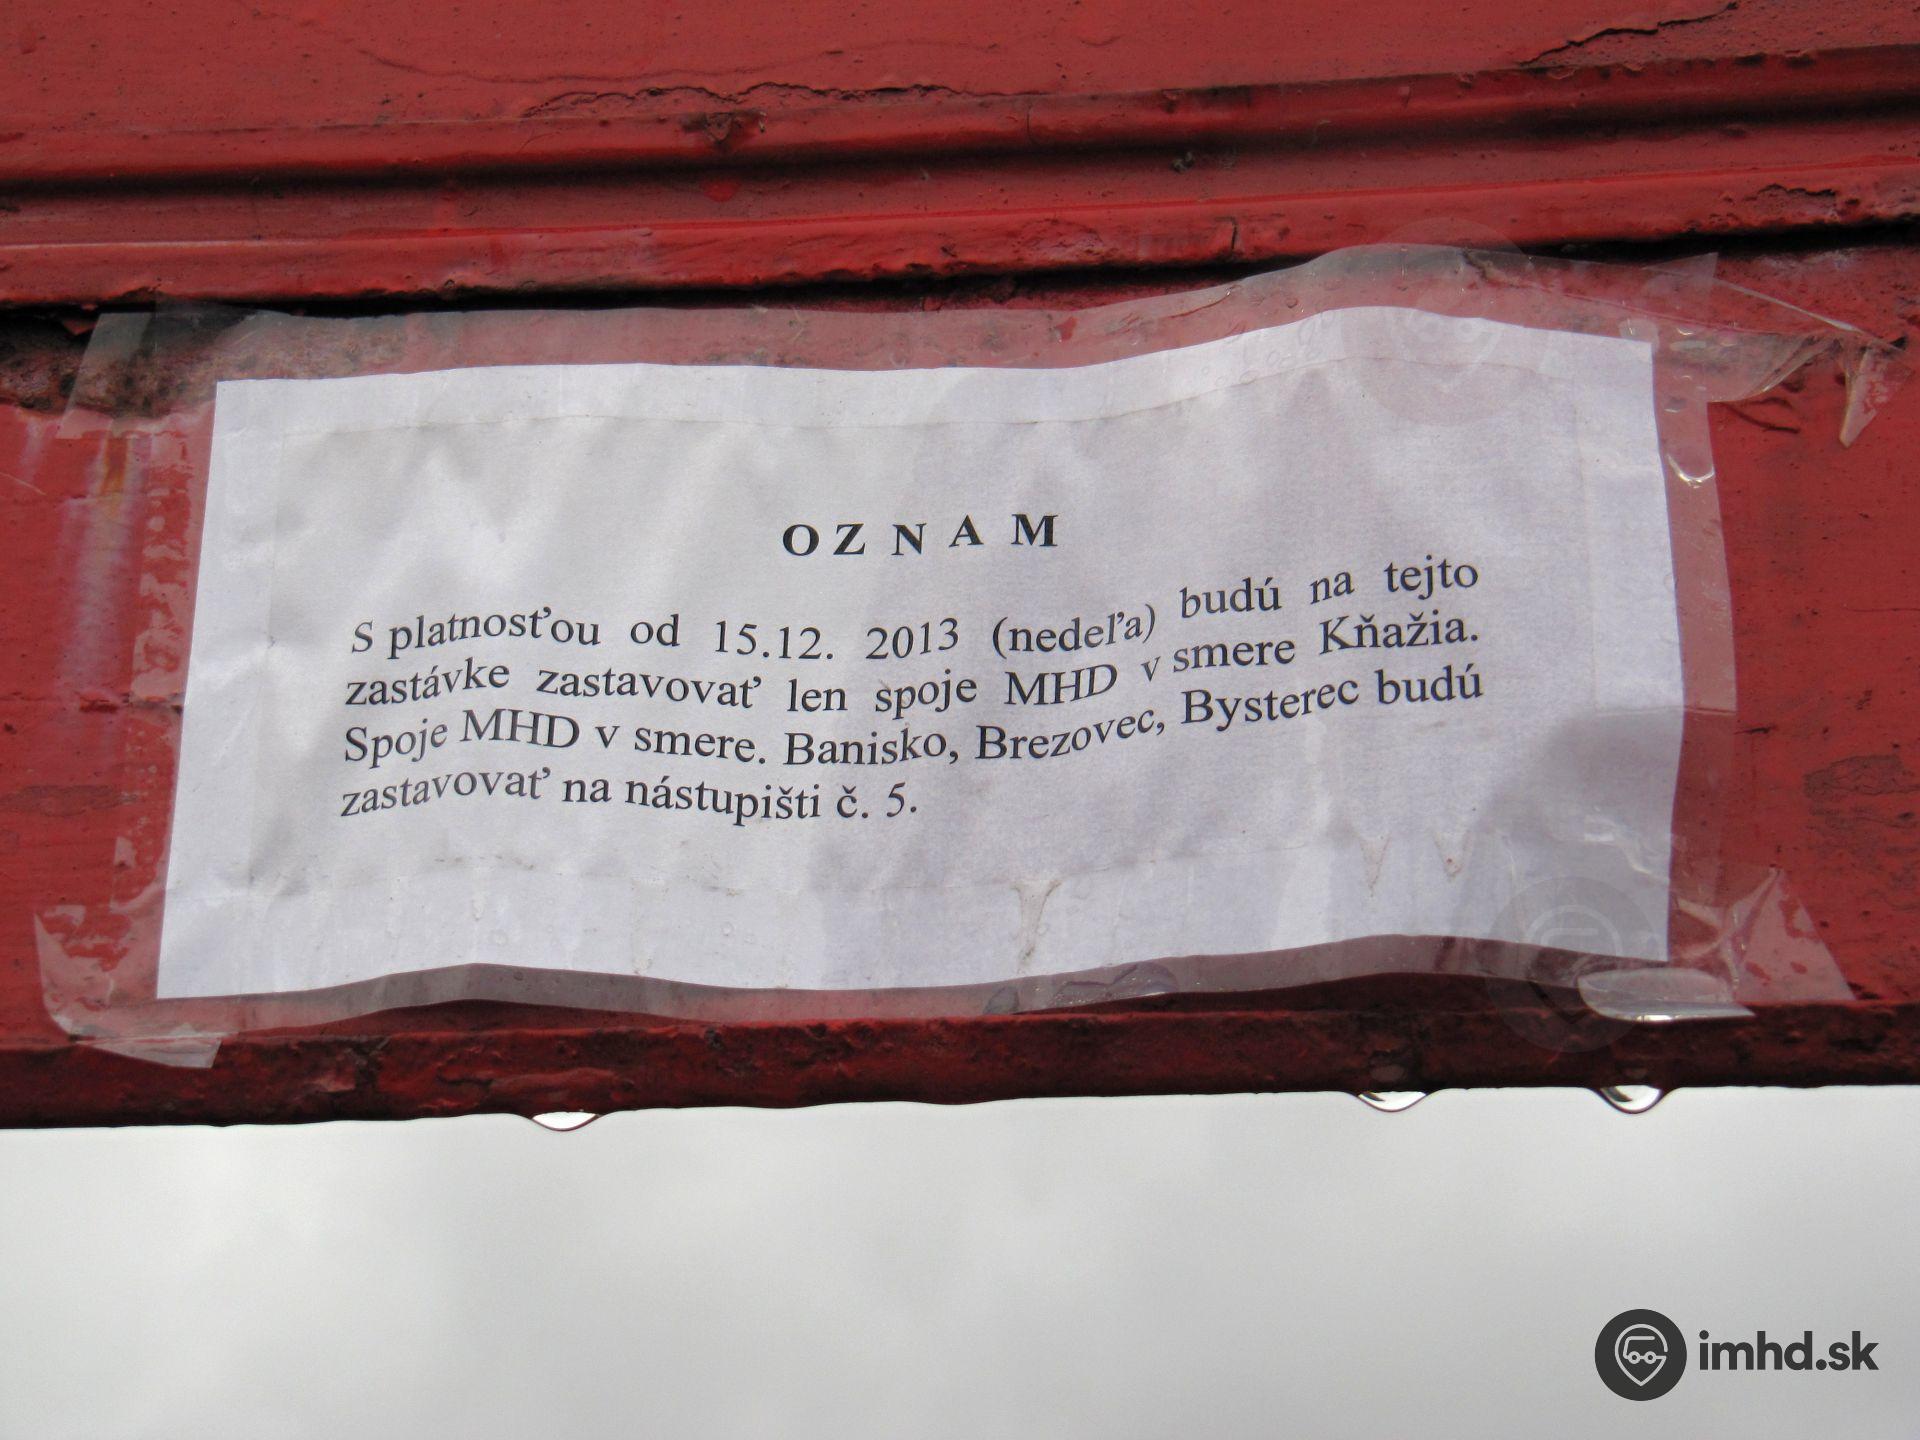 O Z N A M
S platnosťou od 15.12. 2013 (nedeľa) budú na tejto
zastávke zastavovať len spoje MHD v smere Kňažia.
Spoje MHD v smere. Banisko, Brezovec, Bysterec budú
zastavovať na nástupišti č. 5.
imhd.sk